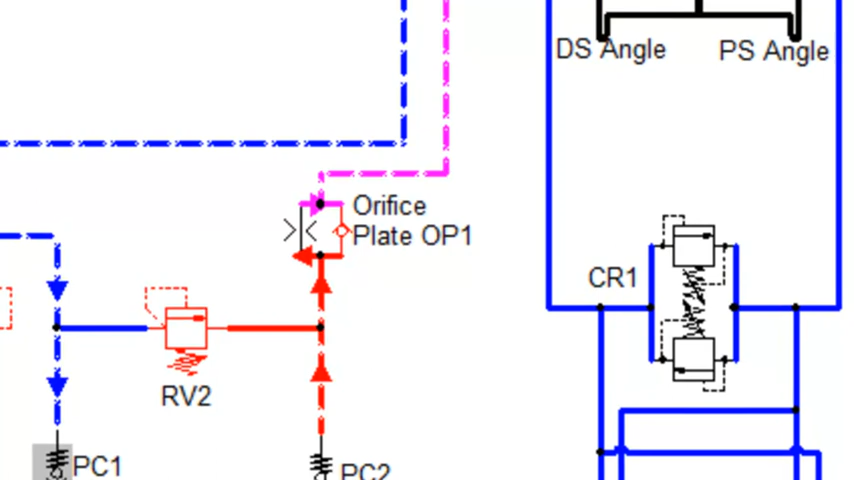 DS Angle
PS Angle
Orifice
Plate OP1
CR1
RV2
PC1
PC2